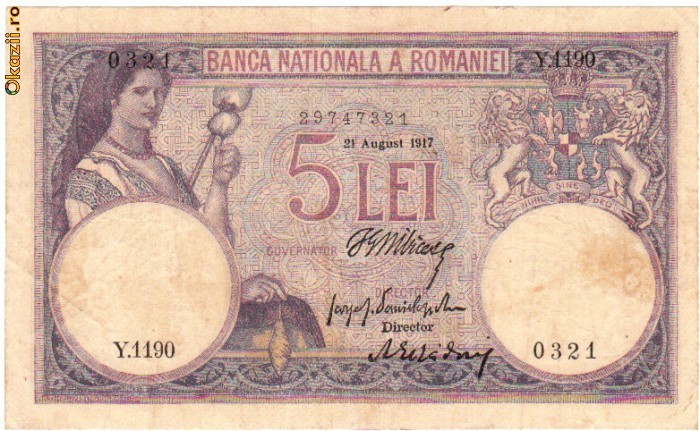 Okazii.ro
0321
BANCA NATIONALA A ROMANIEI
Y.1190
29747321
21 August 1917
5 LEI
NIHIL SINE DEO
GUVERNATOR
DIRECTOR
Director
Y.1190
0321